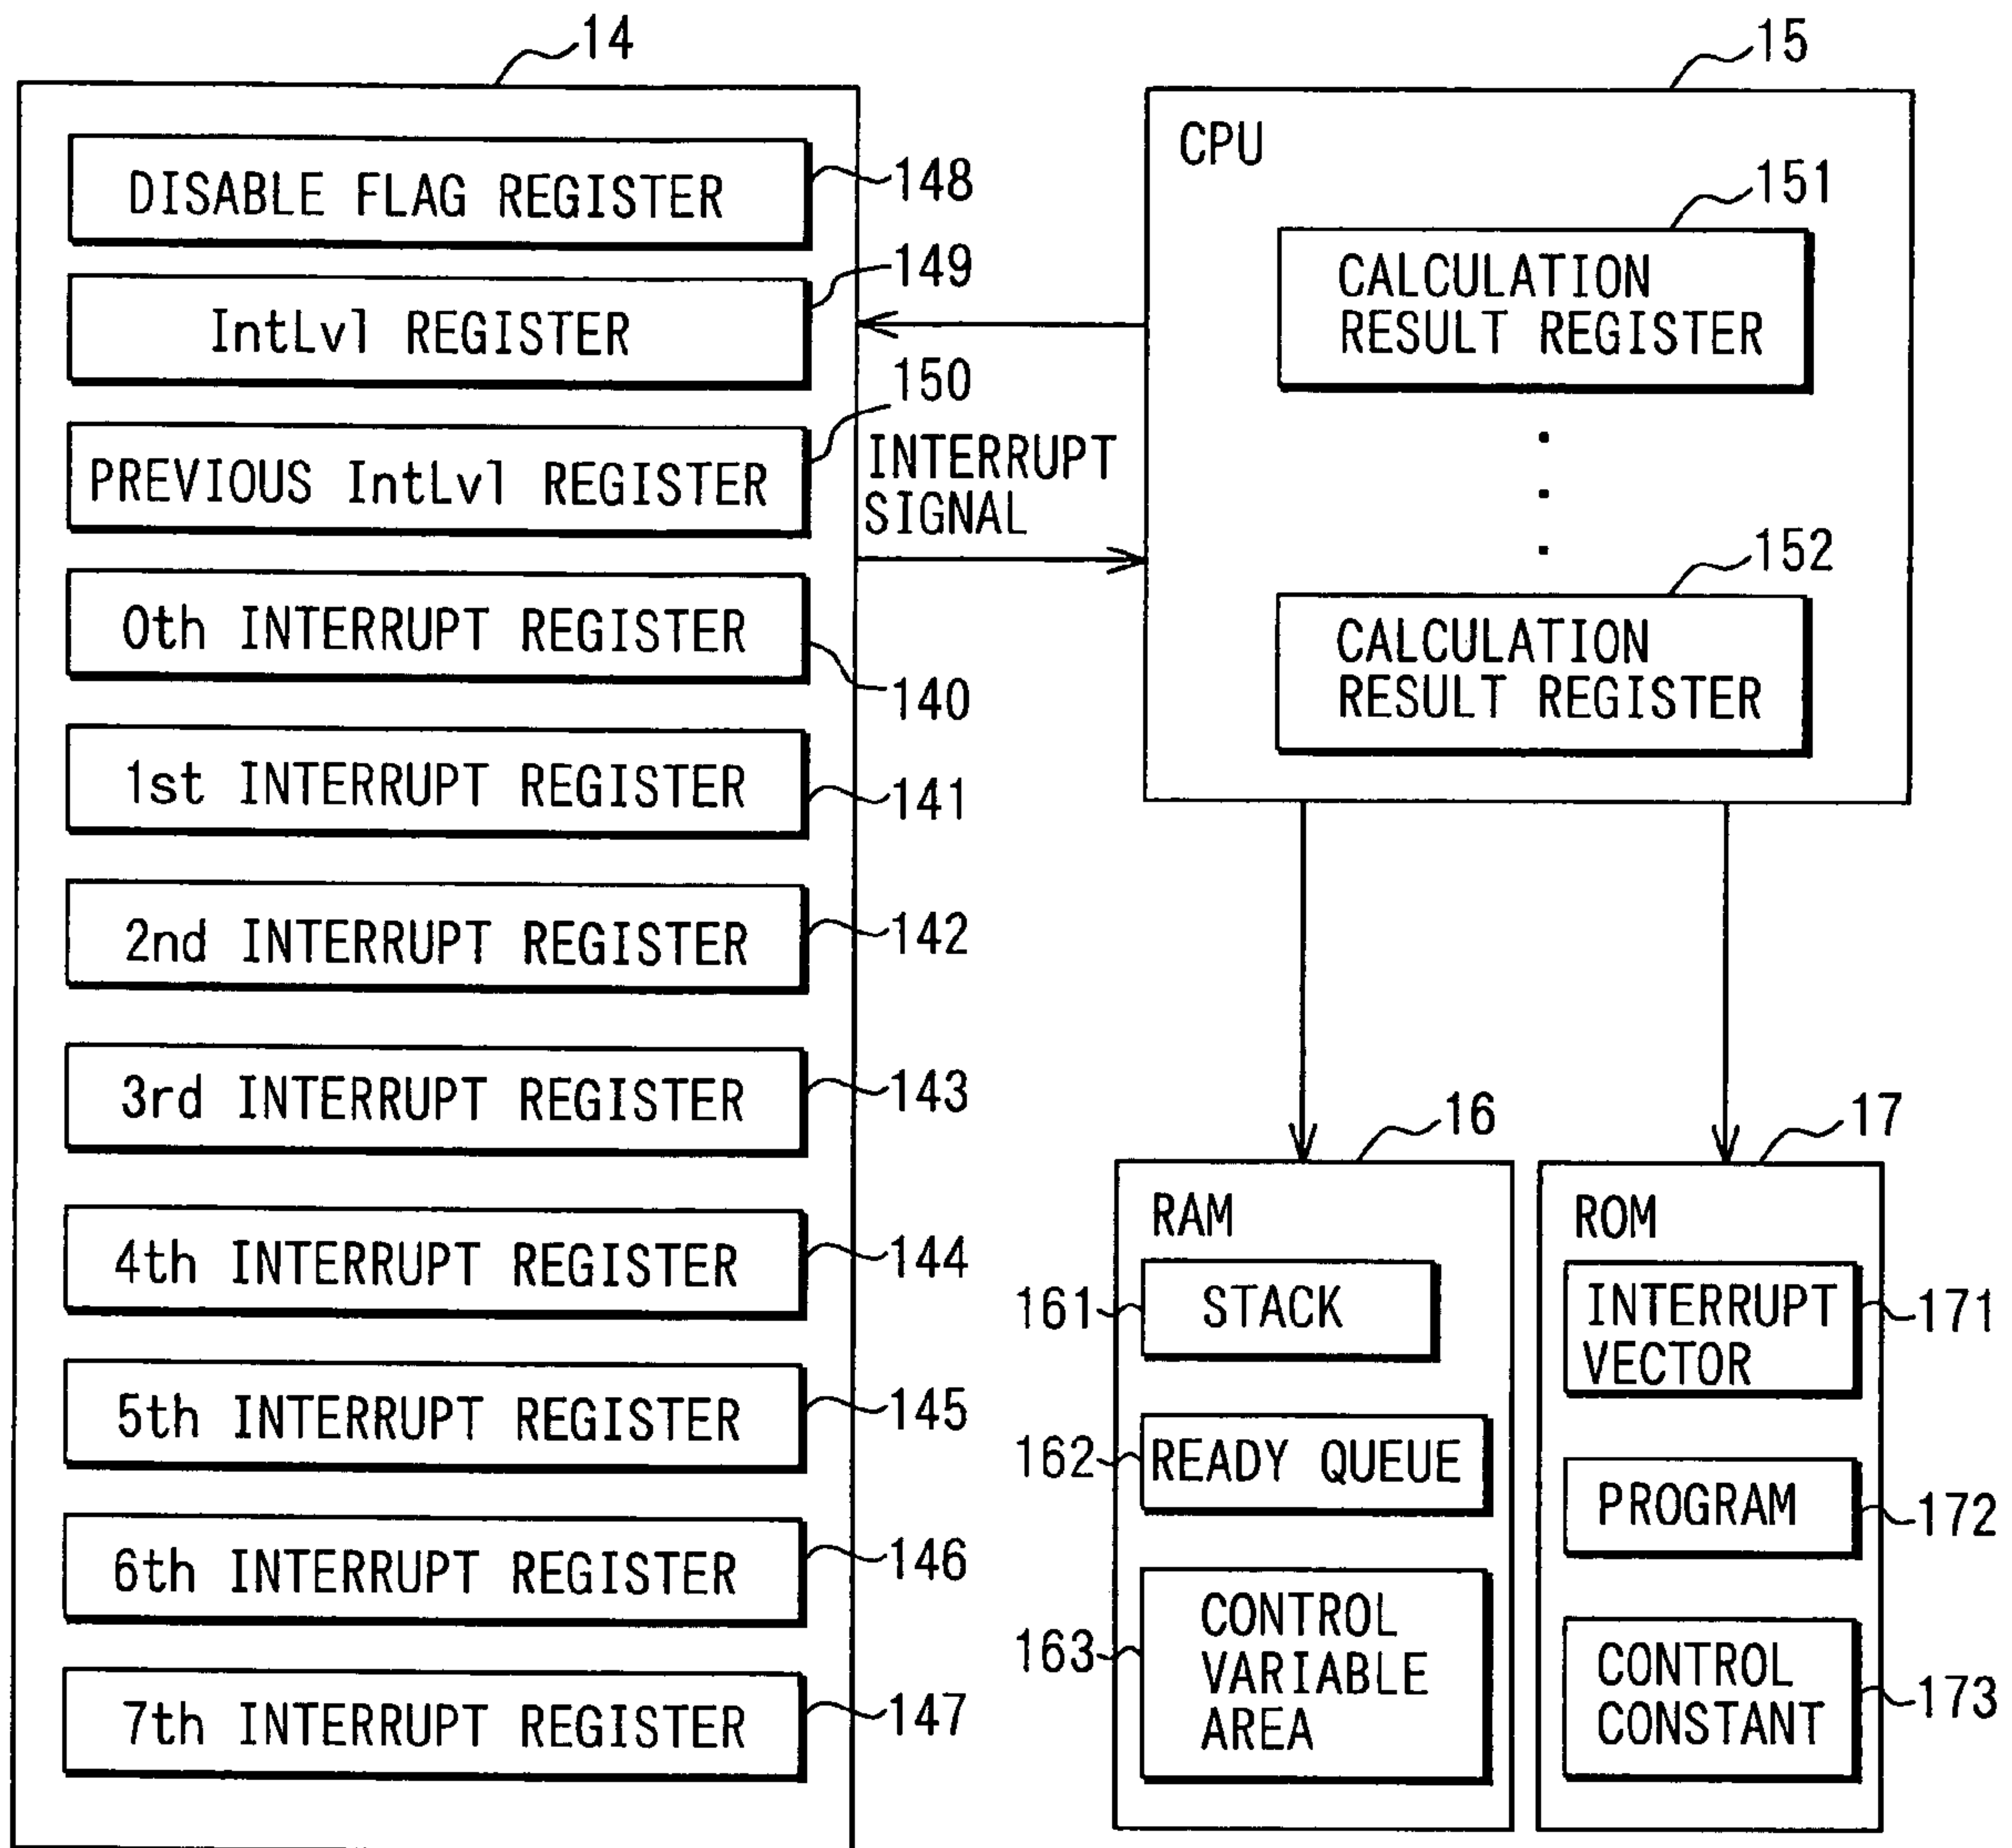 14
DISABLE FLAG REGISTER
148
IntLvl REGISTER
149
PREVIOUS IntLvl REGISTER
150
0th INTERRUPT REGISTER
140
1st INTERRUPT REGISTER
141
2nd INTERRUPT REGISTER
142
3rd INTERRUPT REGISTER
143
4th INTERRUPT REGISTER
144
5th INTERRUPT REGISTER
145
6th INTERRUPT REGISTER
146
7th INTERRUPT REGISTER
147
INTERRUPT
SIGNAL
15
CPU
151
CALCULATION
RESULT REGISTER
152
CALCULATION
RESULT REGISTER
16
RAM
161
STACK
162
READY QUEUE
163
CONTROL
VARIABLE
AREA
17
ROM
INTERRUPT
VECTOR
171
PROGRAM
172
CONTROL
CONSTANT
173